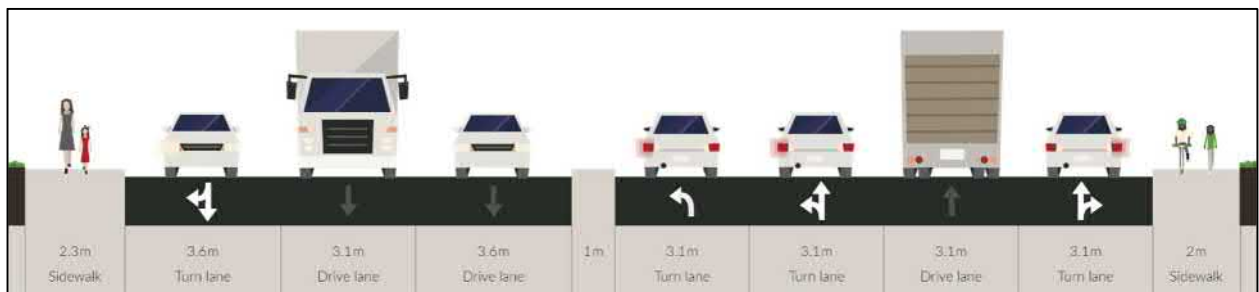 2.3m 3.6m 3.1m 3.6m 1m 3.1m 3.1m 3.1m 3.1m 2m
Sidewalk Turn lane Drive lane Drive lane Turn lane Turn lane Drive lane Turn lane Sidewalk